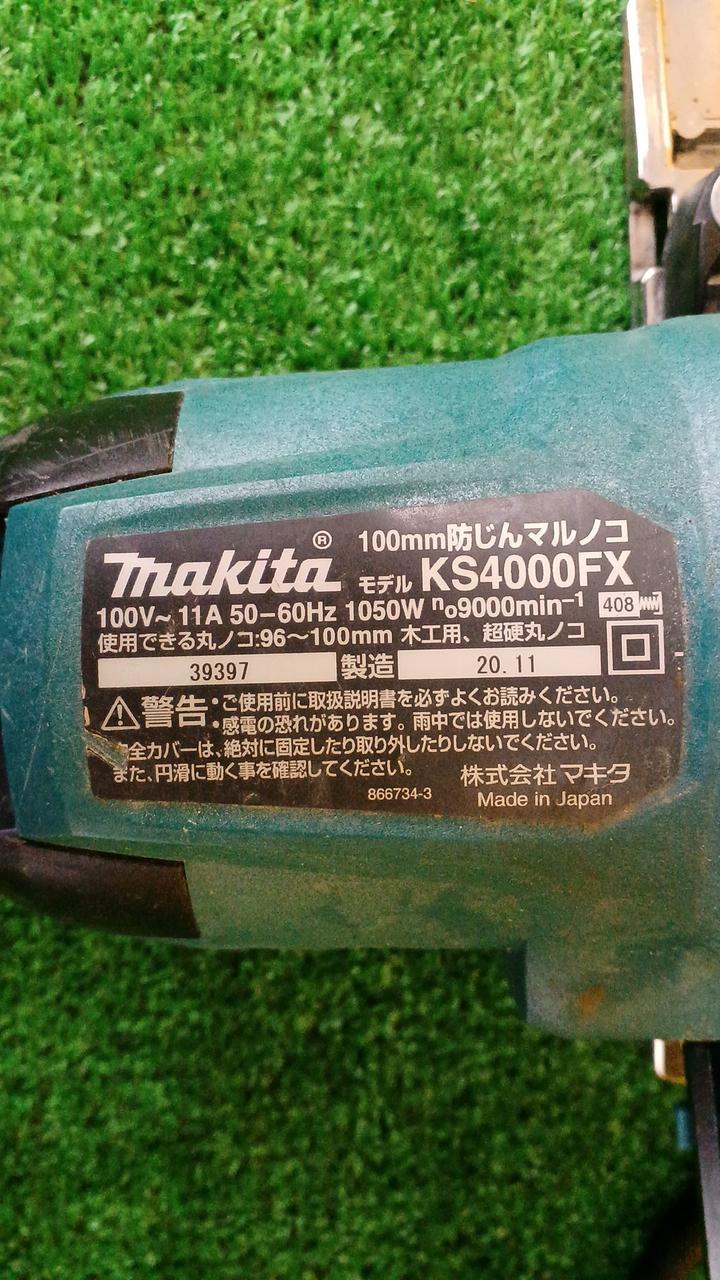 makita®
100mm防じんマルノコ
モデル KS4000FX
100V~ 11A 50-60Hz 1050W n₀9000min⁻¹ 408
使用できる丸ノコ:96〜100mm 木工用、超硬丸ノコ
39397 製造 20.11
警告 • ご使用前に取扱説明書を必ずよくお読みください。
• 感電の恐れがあります。雨中では使用しないでください。
全カバーは、絶対に固定したり取り外したりしないでください。
また、円滑に動く事を確認してください。
株式会社マキタ
866734-3
Made in Japan